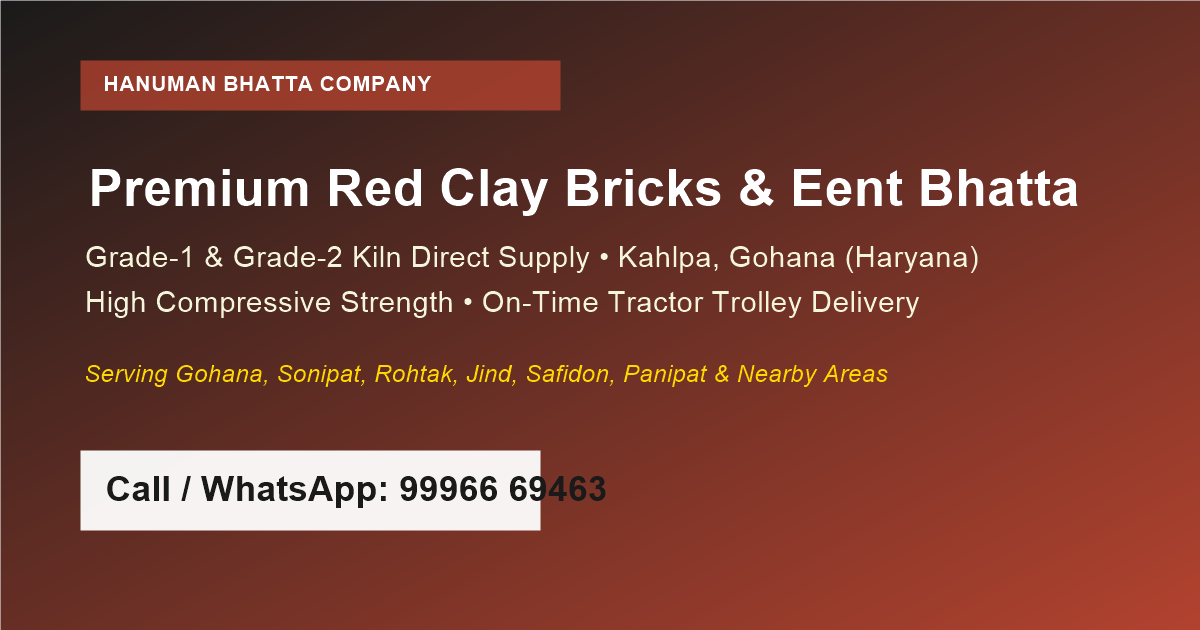 HANUMAN BHATTA COMPANY
Premium Red Clay Bricks & Eent Bhatta
Grade-1 & Grade-2 Kiln Direct Supply • Kahlpa, Gohana (Haryana)
High Compressive Strength • On-Time Tractor Trolley Delivery
Serving Gohana, Sonipat, Rohtak, Jind, Safidon, Panipat & Nearby Areas
Call / WhatsApp: 99966 69463